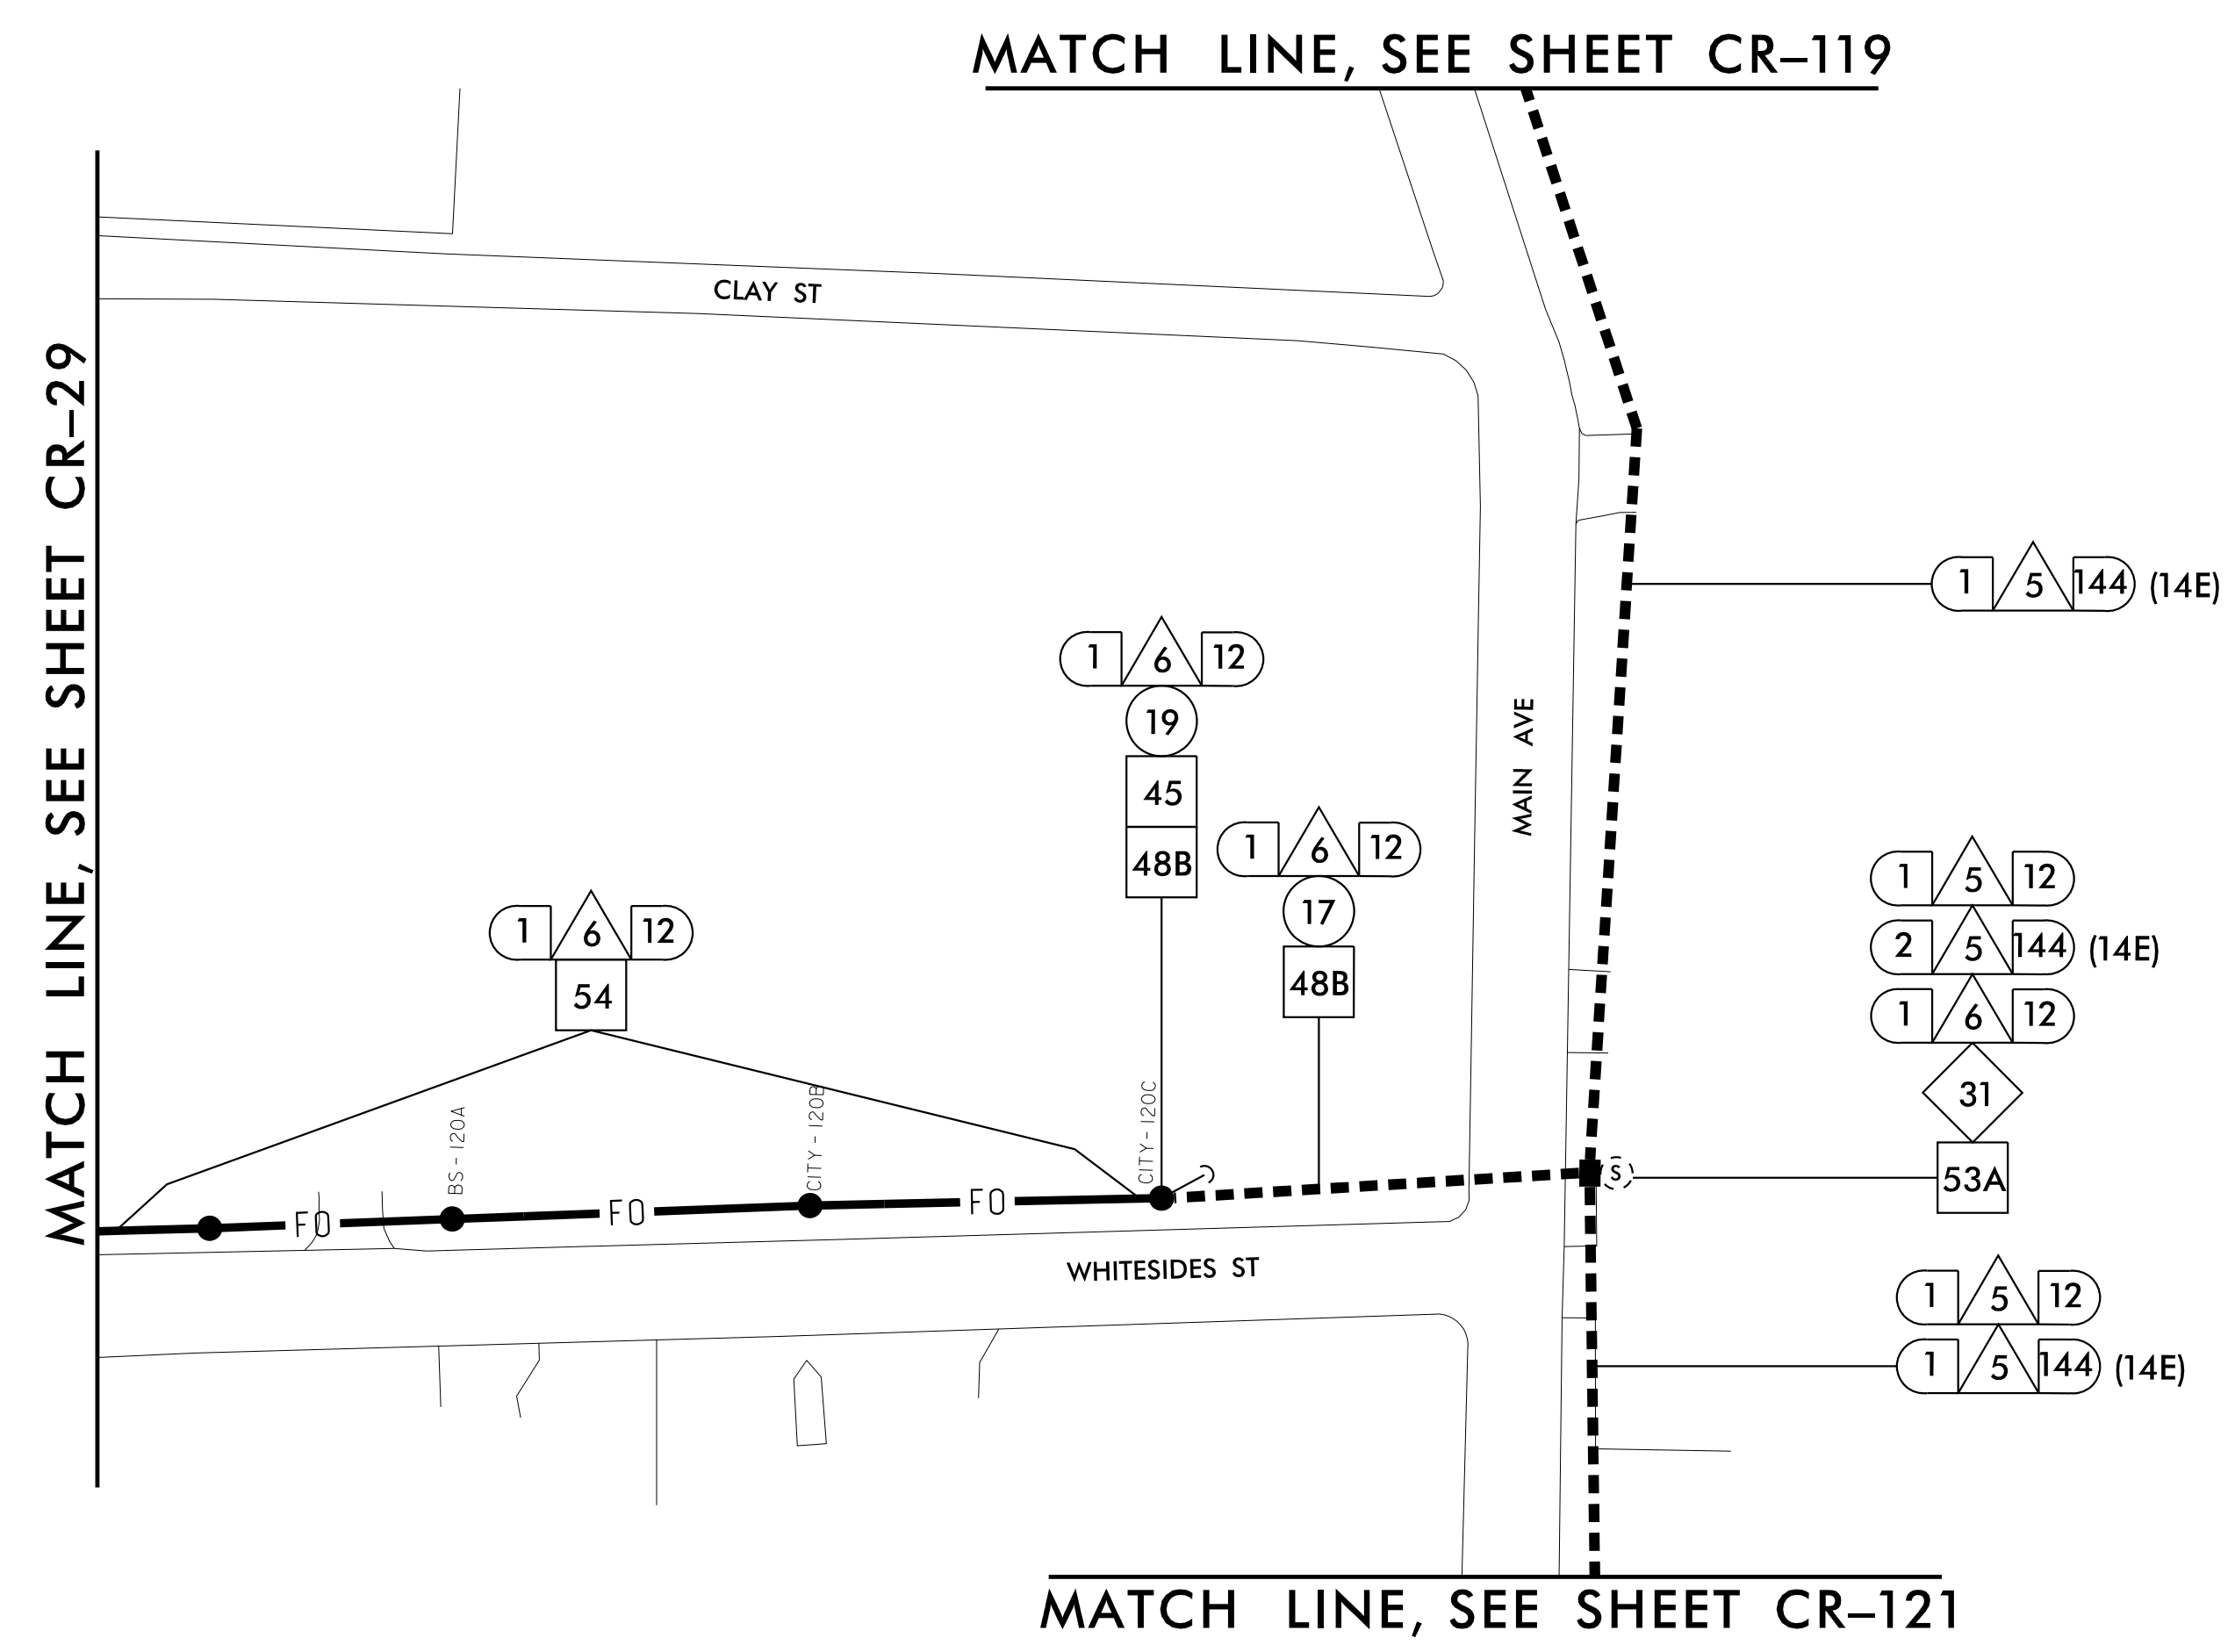 MATCH LINE, SEE SHEET CR-119
MATCH LINE, SEE SHEET CR-29
CLAY ST
1 5 144 (14E)
1 6 12
19
45
48B
MAIN AVE
1 6 12
17
48B
1 5 12
2 5 144 (14E)
1 6 12
31
53A
1 6 12
54
BS-120A
CITY-120B
CITY-120C
S
FO
FO
FO
WHITESIDES ST
1 5 12
1 5 144 (14E)
MATCH LINE, SEE SHEET CR-121